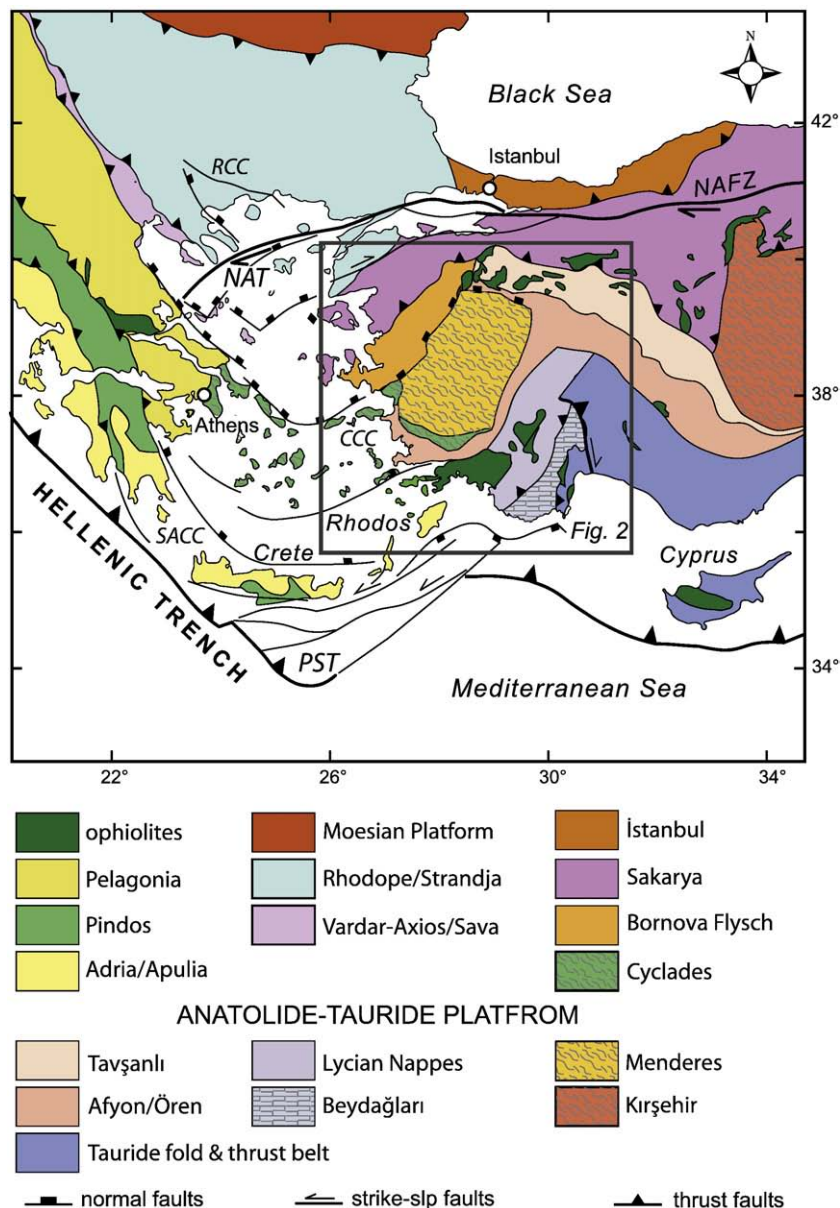 N
Black Sea
42°
Istanbul
RCC
NAFZ
NAT
38°
Athens
CCC
Rhodos
Fig. 2
SACC
Crete
Cyprus
HELLENIC TRENCH
34°
PST
Mediterranean Sea
22° 26° 30° 34°
ophiolites Moesian Platform İstanbul
Pelagonia Rhodope/Strandja Sakarya
Pindos Vardar-Axios/Sava Bornova Flysch
Adria/Apulia Cyclades
ANATOLIDE-TAURIDE PLATFROM
Tavşanlı Lycian Nappes Menderes
Afyon/Ören Beydağları Kırşehir
Tauride fold & thrust belt
normal faults strike-slp faults thrust faults